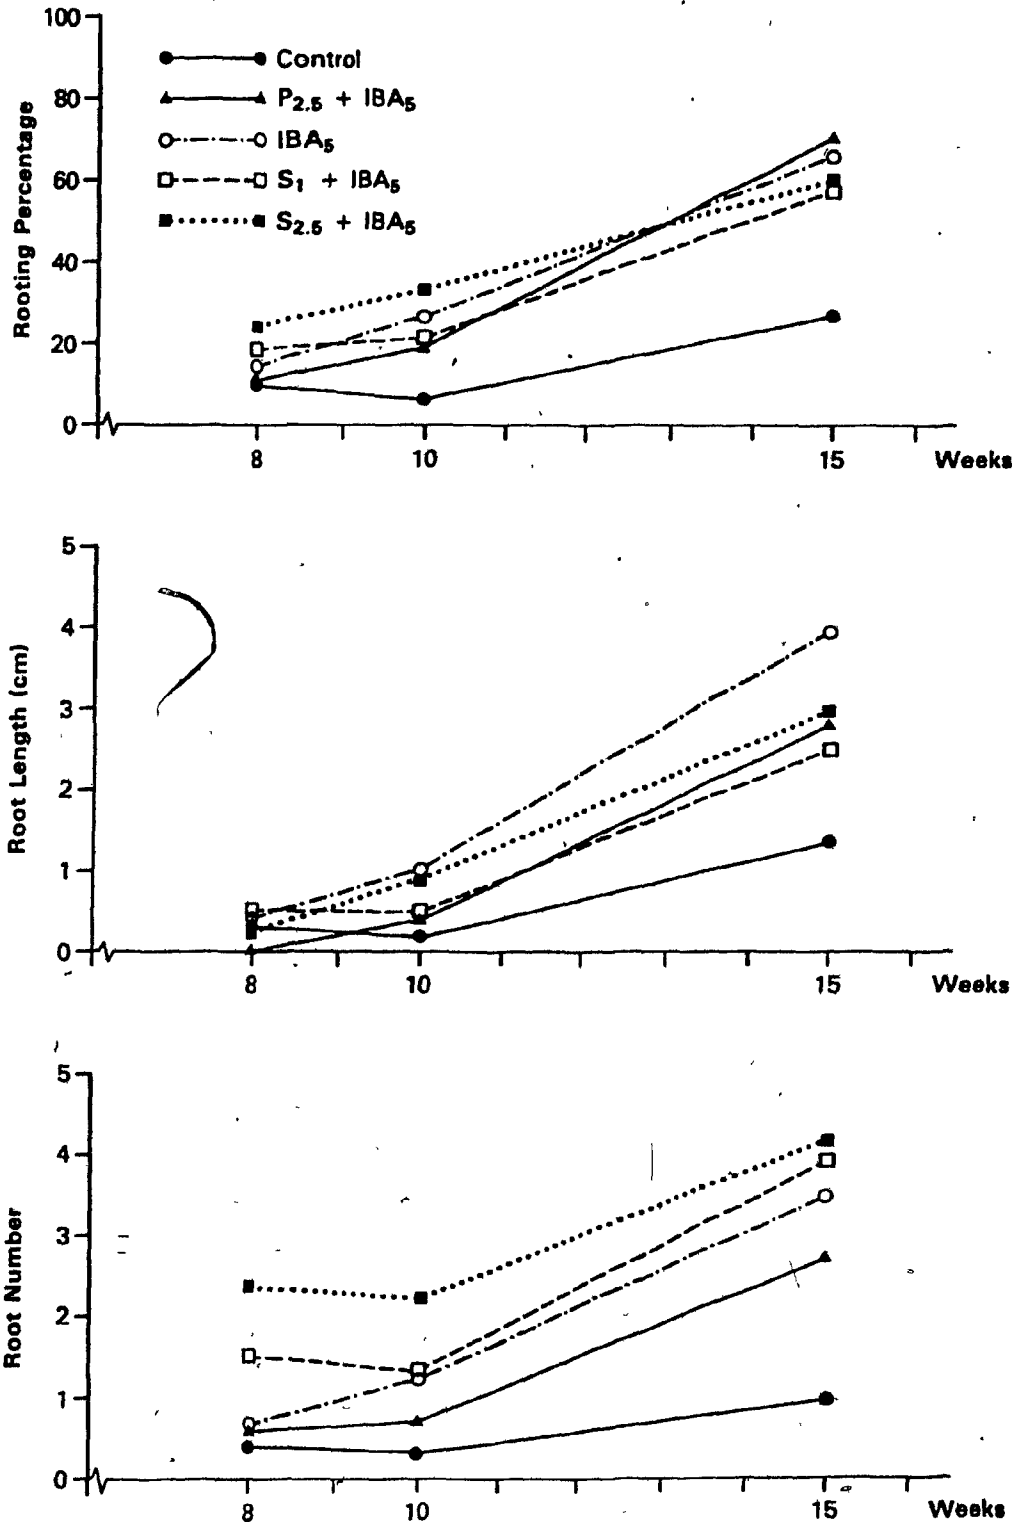 Rooting Percentage
100
80
60
40
20
0
Control
P2.5 + IBA5
IBA5
S1 + IBA5
S2.5 + IBA5
8 10 15 Weeks
Root Length (cm)
5
4
3
2
1
0
8 10 15 Weeks
Root Number
5
4
3
2
1
0
8 10 15 Weeks